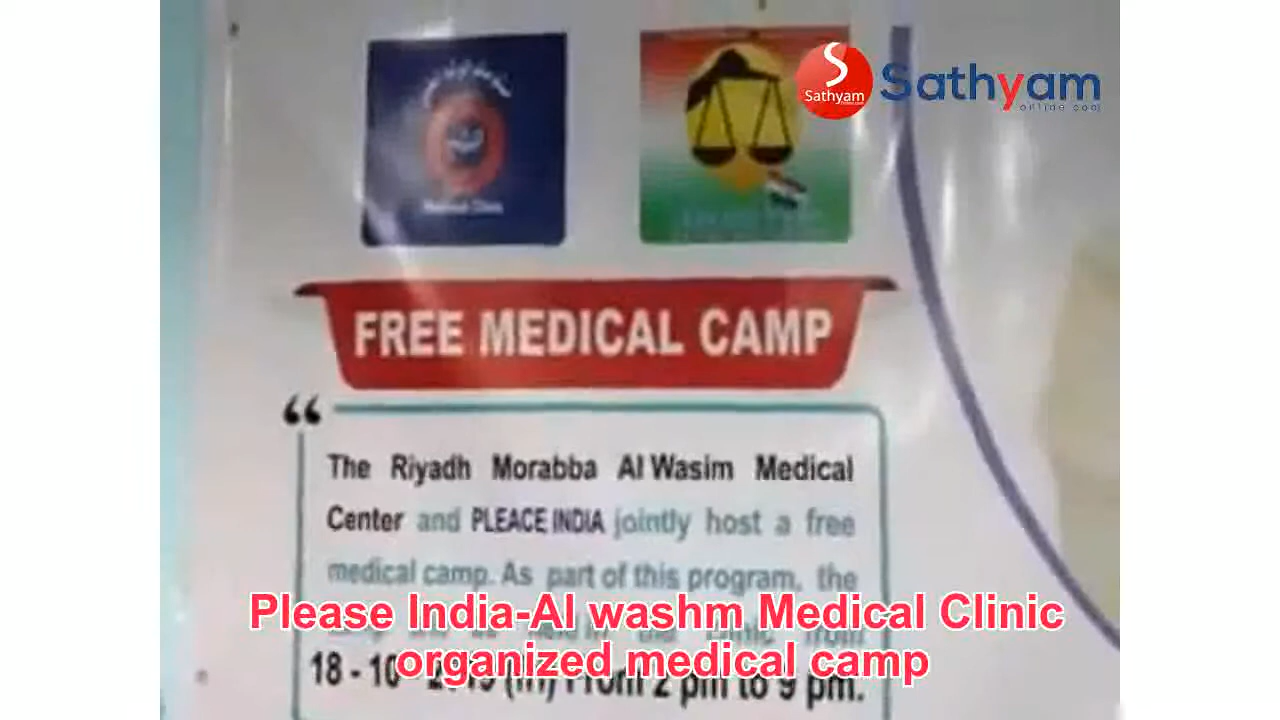 S
Sathyam
Sathyam
online.com
FREE MEDICAL CAMP
“
The Riyadh Morabba Al Wasim Medical
Center and PLEACE INDIA jointly host a free
medical camp. As part of this program, the
Please India-Al washm Medical Clinic
organized medical camp
18 - 10 From 2 pm to 9 pm.